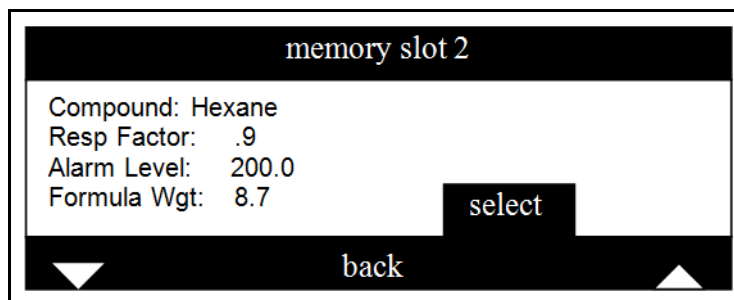 memory slot 2
Compound: Hexane
Resp Factor: .9
Alarm Level: 200.0
Formula Wgt: 8.7
select
back